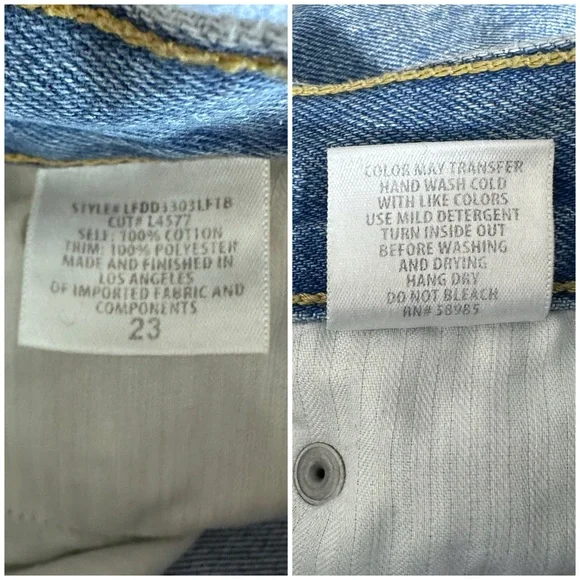 STYLE# LFDD3303LFTB
CUT# L4577
SELF: 100% COTTON
TRIM: 100% POLYESTER
MADE AND FINISHED IN
LOS ANGELES
OF IMPORTED FABRIC AND
COMPONENTS
23
COLOR MAY TRANSFER
HAND WASH COLD
WITH LIKE COLORS
USE MILD DETERGENT
TURN INSIDE OUT
BEFORE WASHING
AND DRYING
HANG DRY
DO NOT BLEACH
RN# 58985